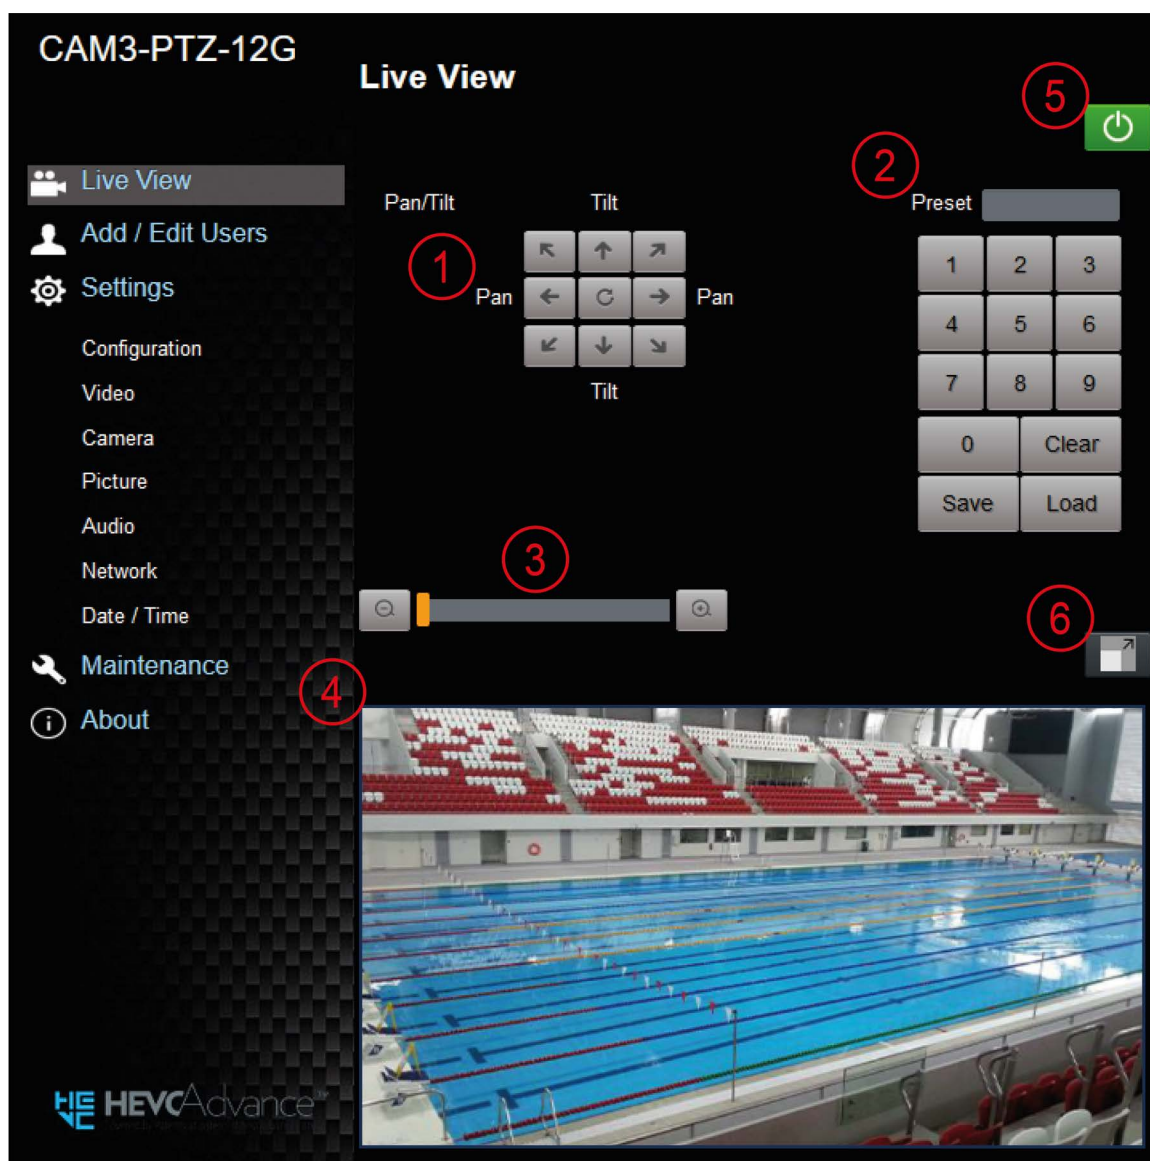 CAM3-PTZ-12G
Live View
5
Live View
Add / Edit Users
Settings
Configuration
Video
Camera
Picture
Audio
Network
Date / Time
Maintenance
About
Pan/Tilt
Tilt
1
Pan
Pan
Tilt
2
Preset
1 2 3
4 5 6
7 8 9
0 Clear
Save Load
3
6
4
HEVC Advance™